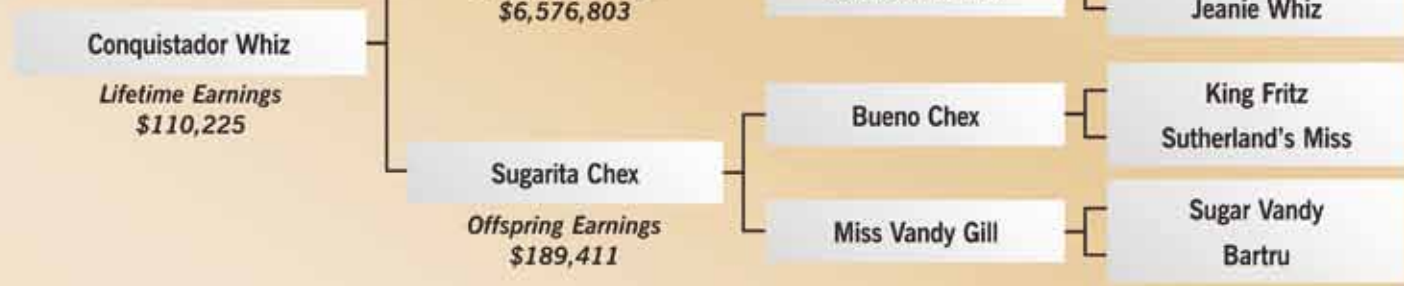 $6,576,803
Jeanie Whiz
Conquistador Whiz
Lifetime Earnings
$110,225
Bueno Chex
King Fritz
Sutherland's Miss
Sugarita Chex
Offspring Earnings
$189,411
Miss Vandy Gill
Sugar Vandy
Bartru